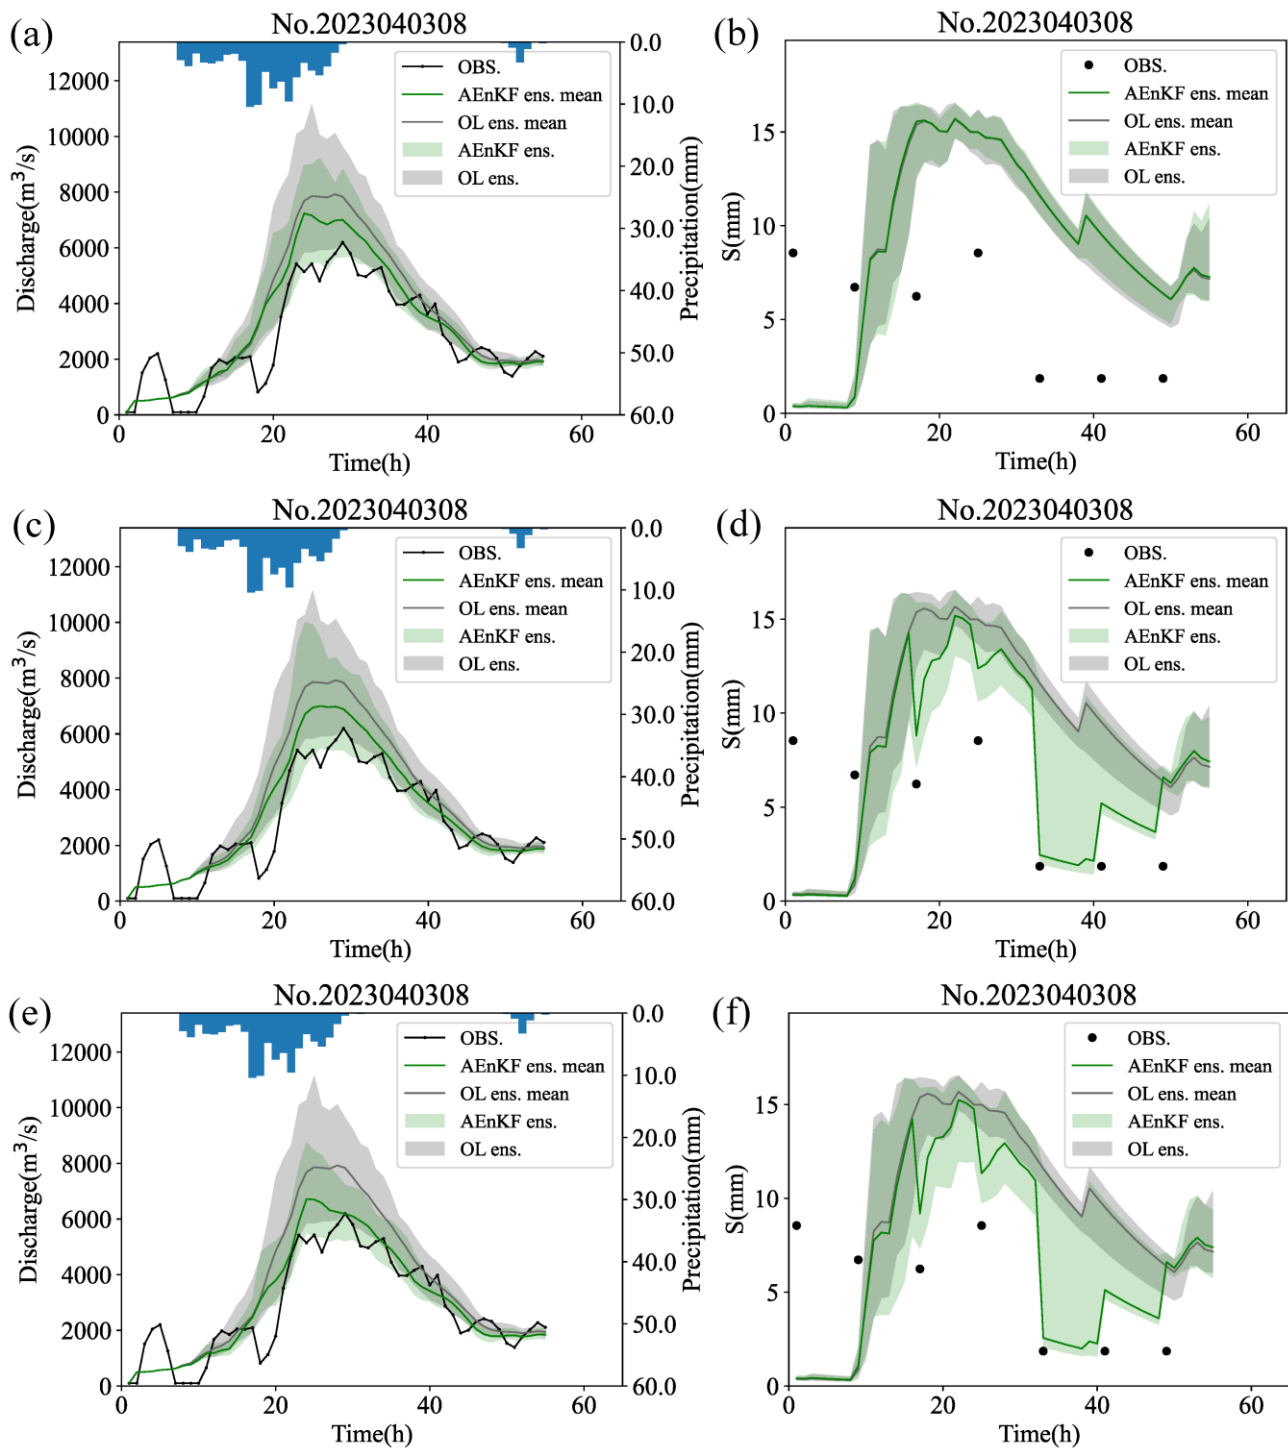 (a)
No.2023040308
12000
10000
8000
6000
4000
2000
0
Discharge(m³/s)
0.0
10.0
20.0
30.0
40.0
50.0
60.0
Precipitation(mm)
OBS.
AEnKF ens. mean
OL ens. mean
AEnKF ens.
OL ens.
0
20
40
60
Time(h)
(b)
No.2023040308
15
10
5
0
S(mm)
OBS.
AEnKF ens. mean
OL ens. mean
AEnKF ens.
OL ens.
0
20
40
60
Time(h)
(c)
No.2023040308
12000
10000
8000
6000
4000
2000
0
Discharge(m³/s)
0.0
10.0
20.0
30.0
40.0
50.0
60.0
Precipitation(mm)
OBS.
AEnKF ens. mean
OL ens. mean
AEnKF ens.
OL ens.
0
20
40
60
Time(h)
(d)
No.2023040308
15
10
5
0
S(mm)
OBS.
AEnKF ens. mean
OL ens. mean
AEnKF ens.
OL ens.
0
20
40
60
Time(h)
(e)
No.2023040308
12000
10000
8000
6000
4000
2000
0
Discharge(m³/s)
0.0
10.0
20.0
30.0
40.0
50.0
60.0
Precipitation(mm)
OBS.
AEnKF ens. mean
OL ens. mean
AEnKF ens.
OL ens.
0
20
40
60
Time(h)
(f)
No.2023040308
15
10
5
0
S(mm)
OBS.
AEnKF ens. mean
OL ens. mean
AEnKF ens.
OL ens.
0
20
40
60
Time(h)